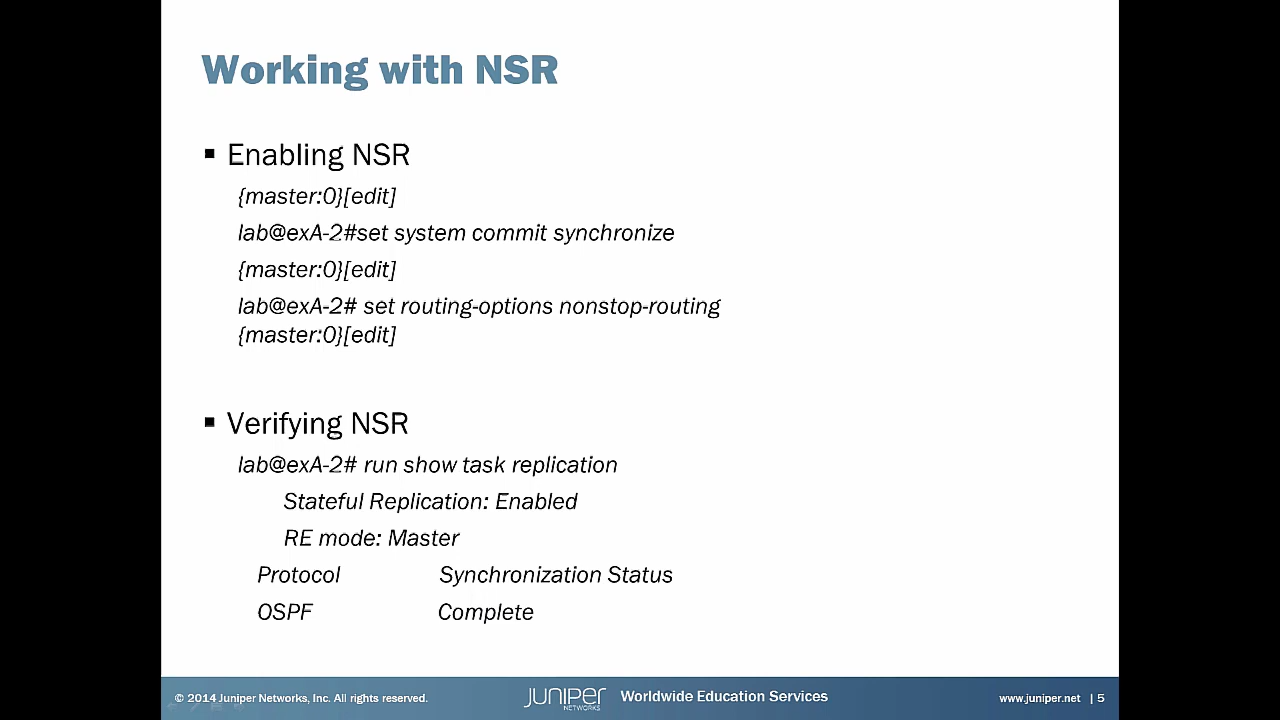 Working with NSR
▪ Enabling NSR
{master:0}[edit]
lab@exA-2#set system commit synchronize
{master:0}[edit]
lab@exA-2# set routing-options nonstop-routing
{master:0}[edit]
▪ Verifying NSR
lab@exA-2# run show task replication
Stateful Replication: Enabled
RE mode: Master
Protocol Synchronization Status
OSPF Complete
© 2014 Juniper Networks, Inc. All rights reserved. JUNIPER NETWORKS Worldwide Education Services www.juniper.net | 5